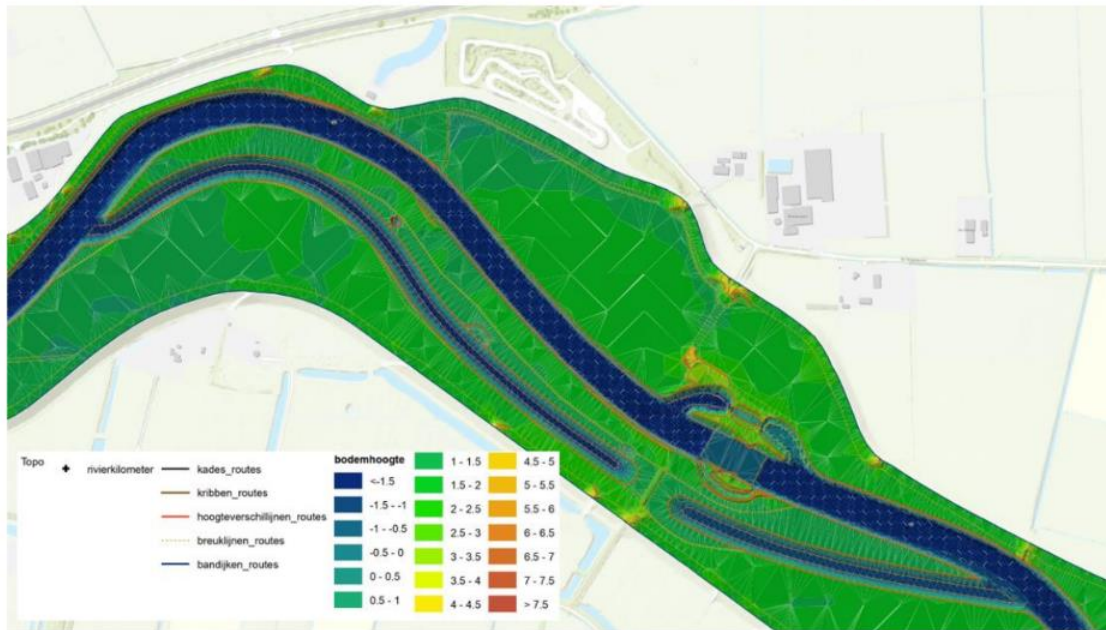 Topo
rivierkilometer
kades_routes
kribben_routes
hoogteverschillijnen_routes
breuklijnen_routes
bandijken_routes
bodemhoogte
<-1.5
-1.5 - -1
-1 - -0.5
-0.5 - 0
0 - 0.5
0.5 - 1
1 - 1.5
1.5 - 2
2 - 2.5
2.5 - 3
3 - 3.5
3.5 - 4
4 - 4.5
4.5 - 5
5 - 5.5
5.5 - 6
6 - 6.5
6.5 - 7
7 - 7.5
> 7.5